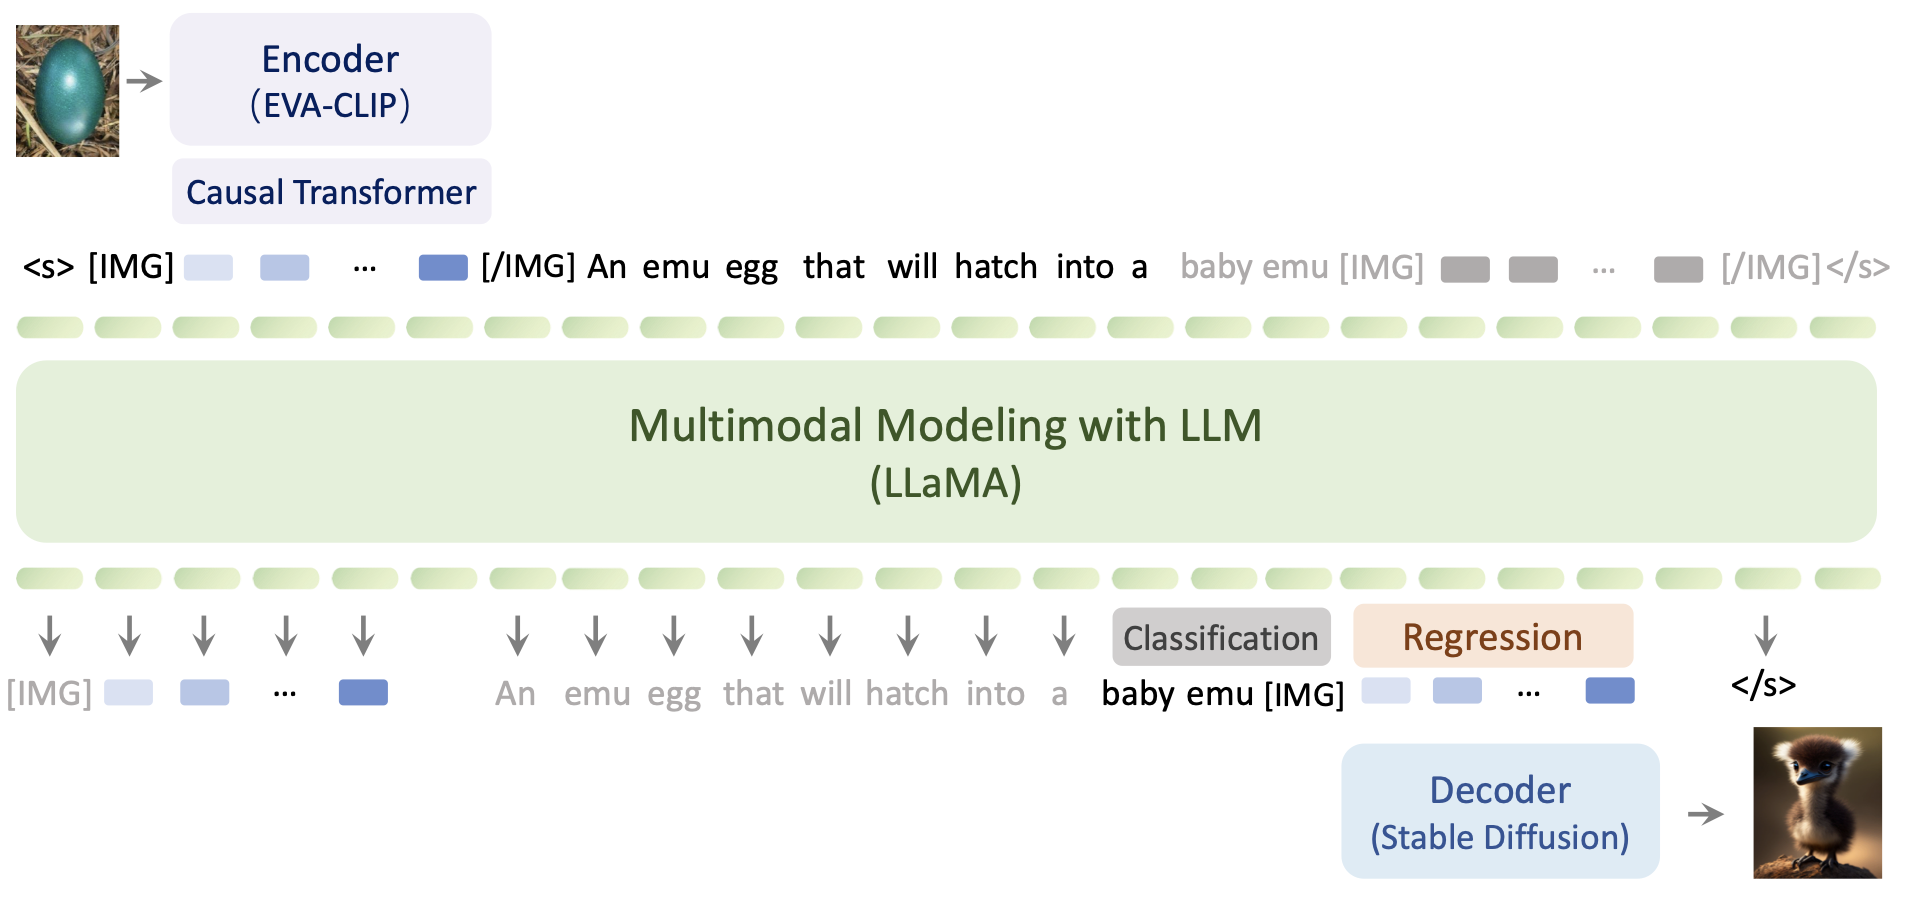 Encoder
(EVA-CLIP)
Causal Transformer
<s> [IMG] ... [/IMG] An emu egg that will hatch into a baby emu [IMG] ... [/IMG] </s>
Multimodal Modeling with LLM
(LLaMA)
Classification Regression
[IMG] ... An emu egg that will hatch into a baby emu [IMG] ... </s>
Decoder
(Stable Diffusion)